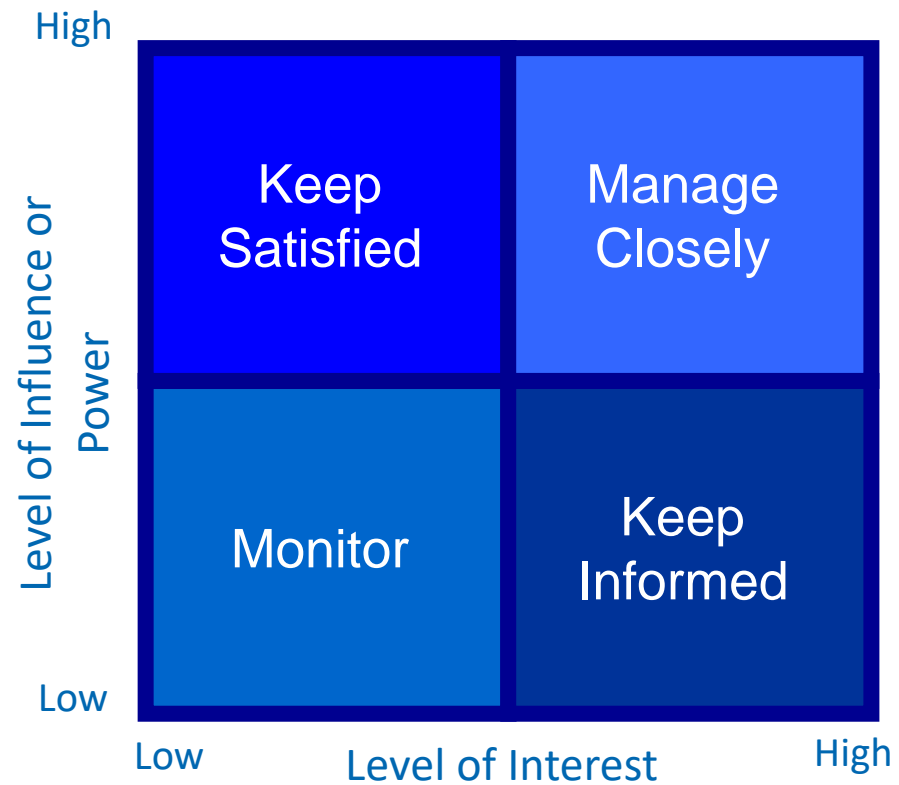 High
Level of Influence or
Power
Keep
Satisfied
Manage
Closely
Monitor
Keep
Informed
Low
Low
Level of Interest
High